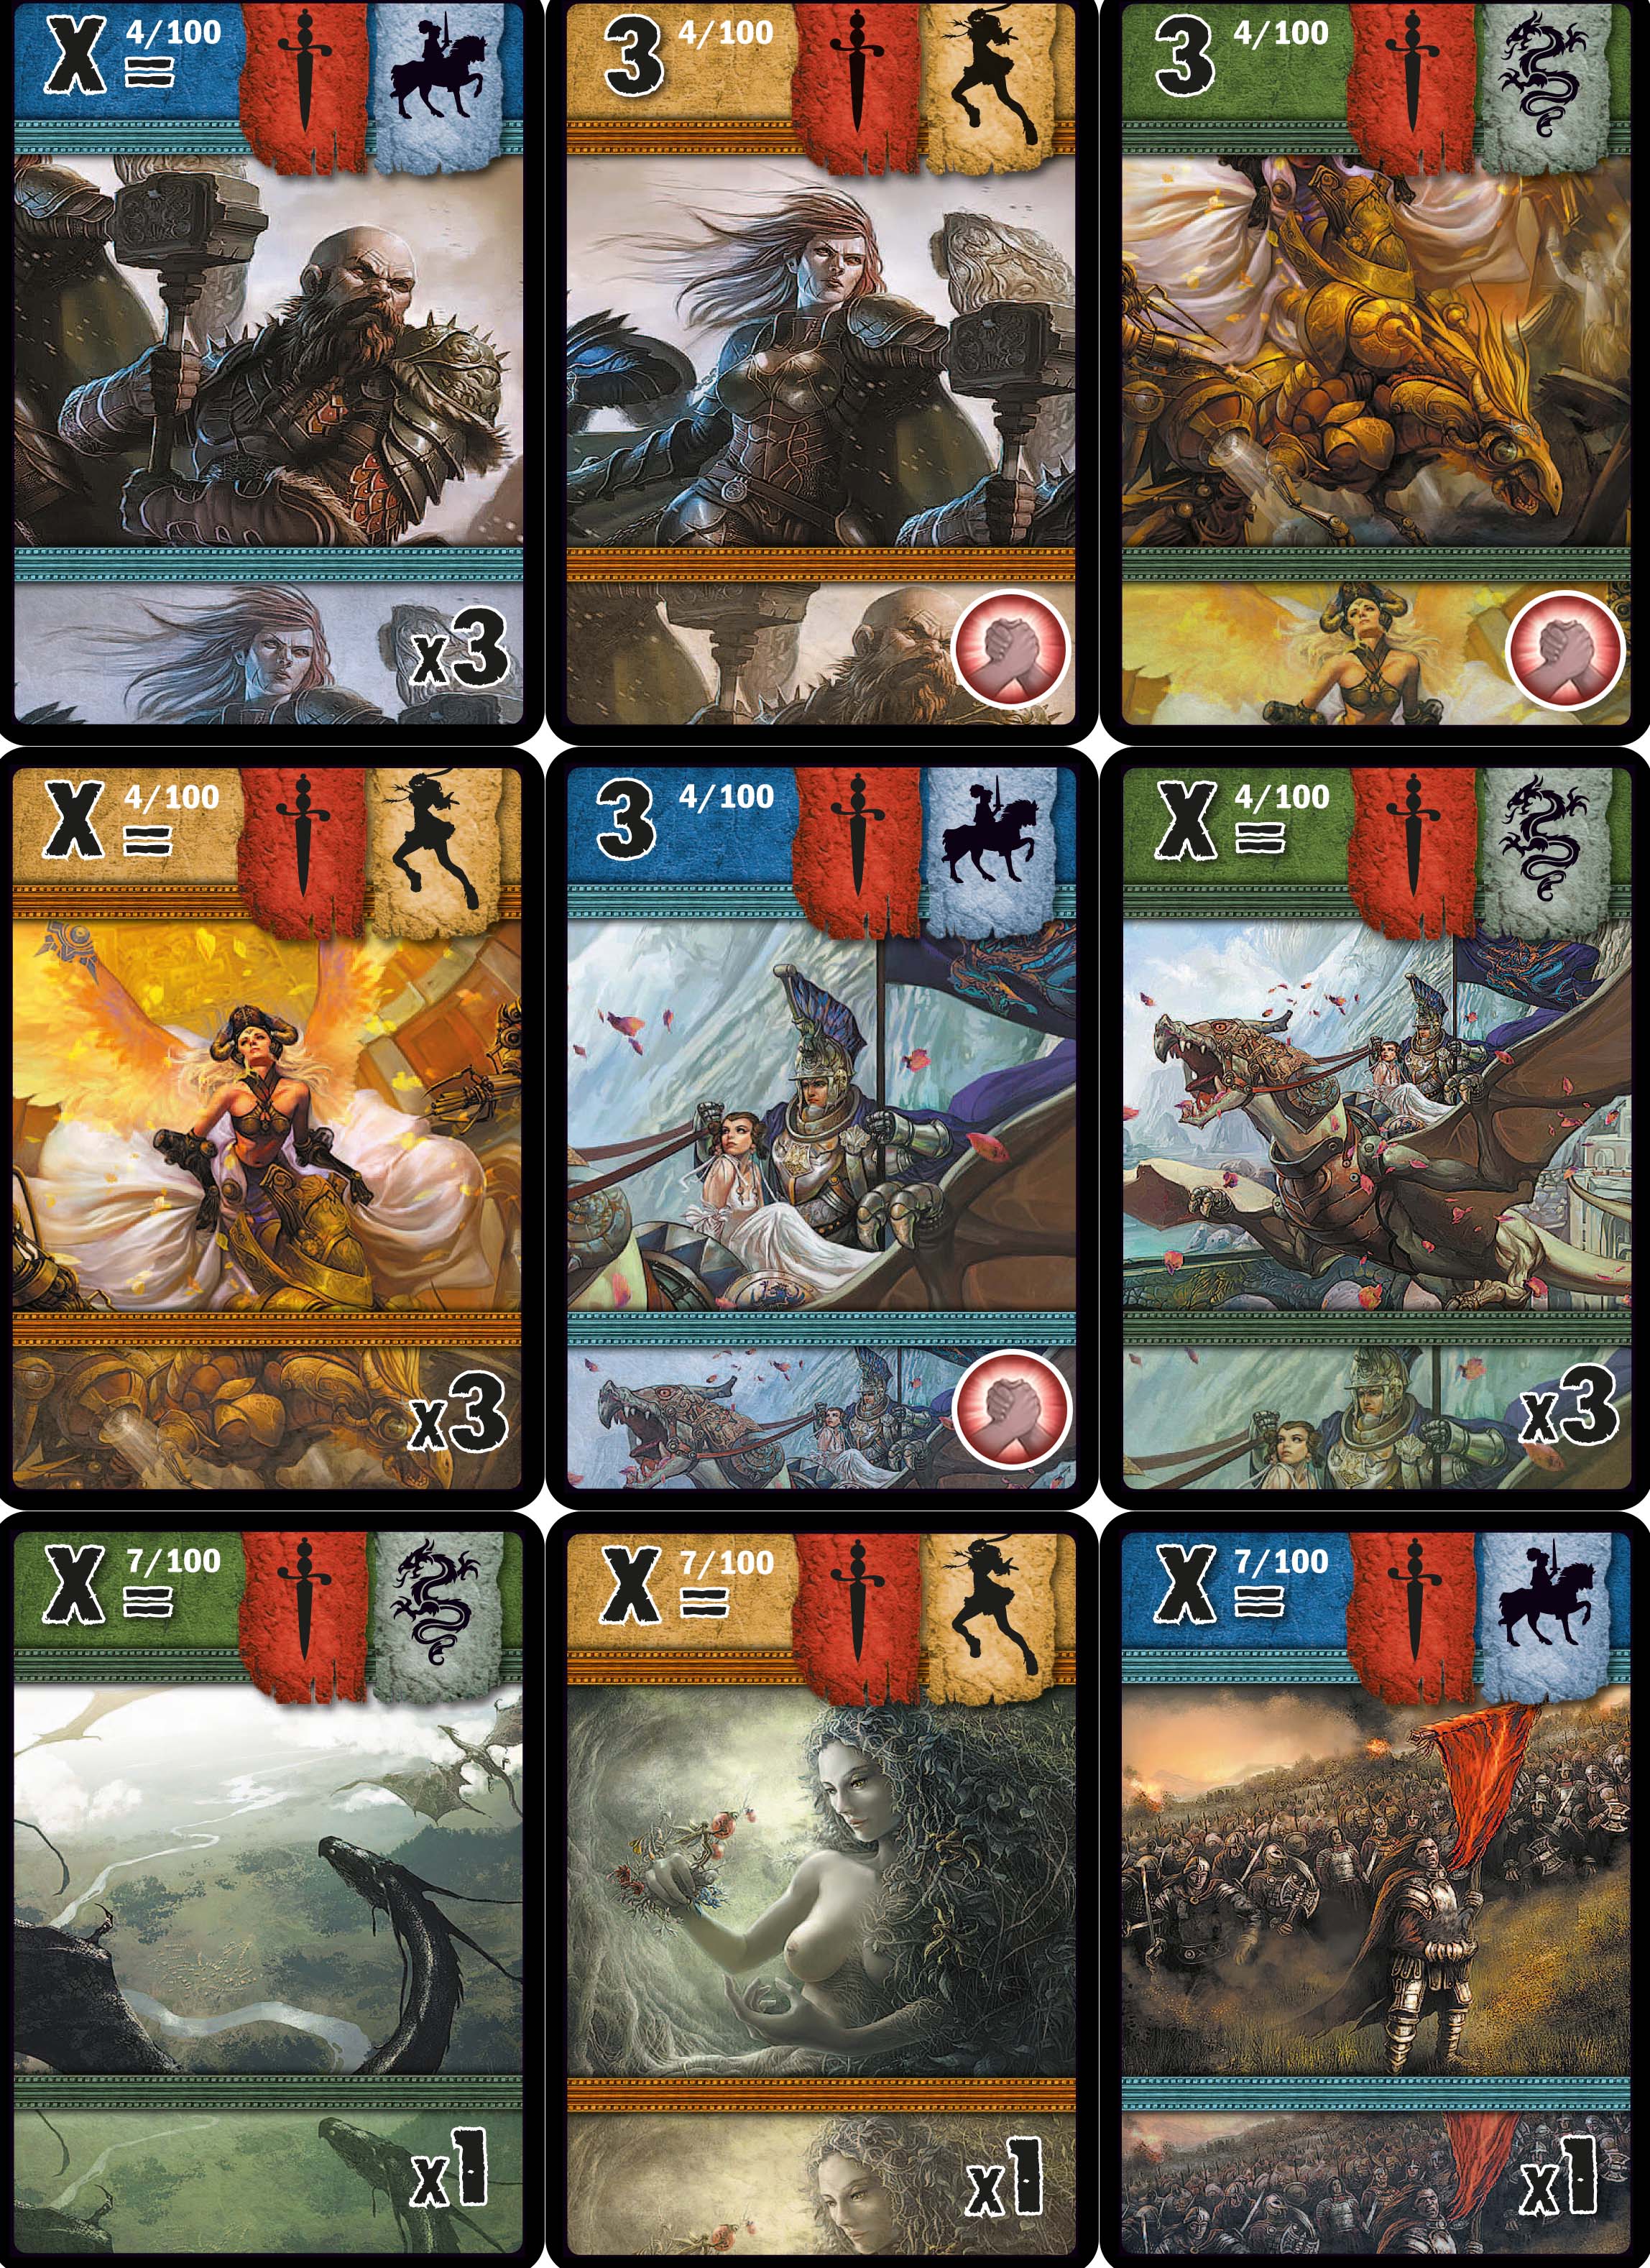 X 4/100
=
3 4/100
3 4/100
x3
X 4/100
=
3 4/100
X 4/100
=
x3
x3
X 7/100
=
X 7/100
=
X 7/100
=
x1
x1
x1